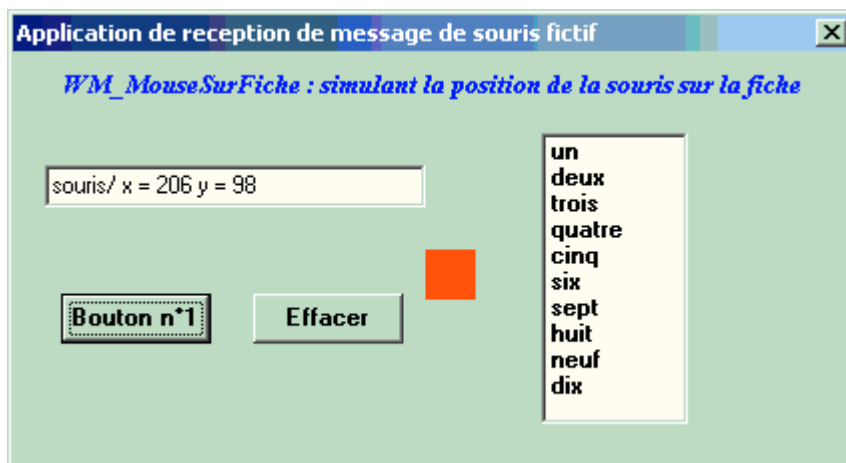 Application de reception de message de souris fictif
WM_MouseSurFiche : simulant la position de la souris sur la fiche
souris/ x = 206 y = 98
un
deux
trois
quatre
cinq
six
sept
huit
neuf
dix
Bouton n°1
Effacer